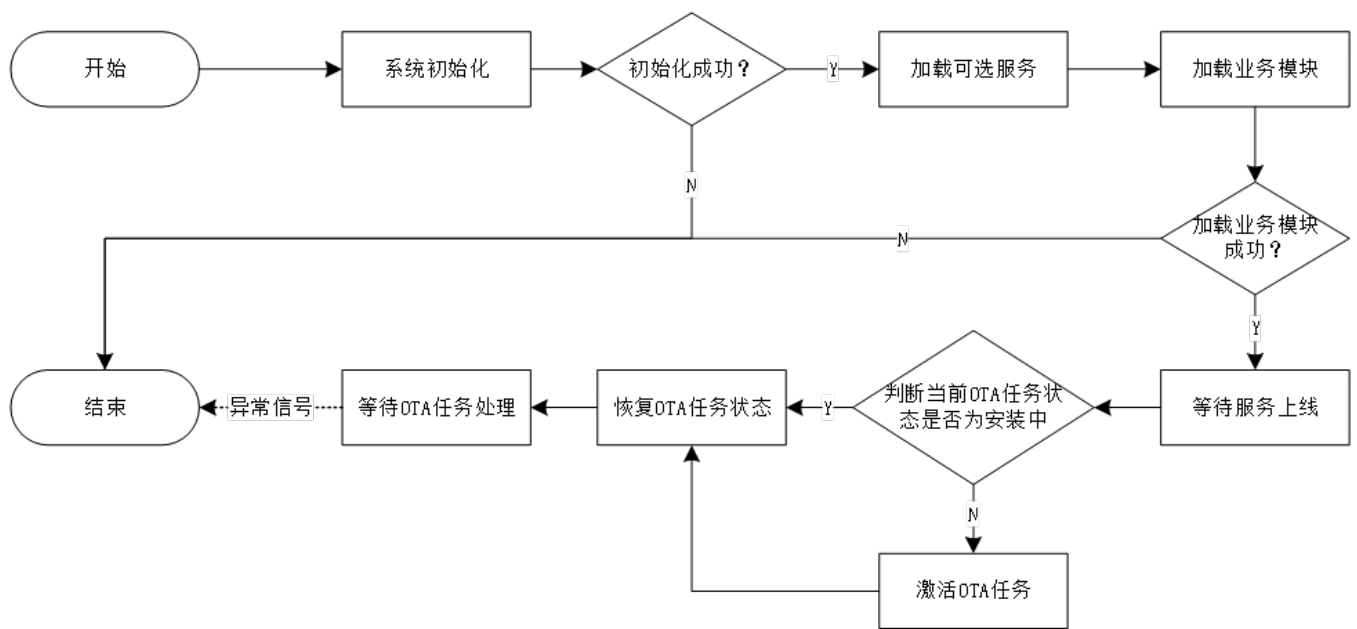 开始
系统初始化
初始化成功？
Y
加载可选服务
加载业务模块
N
加载业务模块
成功？
N
Y
结束
异常信号
等待OTA任务处理
恢复OTA任务状态
Y
判断当前OTA任务状
态是否为安装中
等待服务上线
N
激活OTA任务